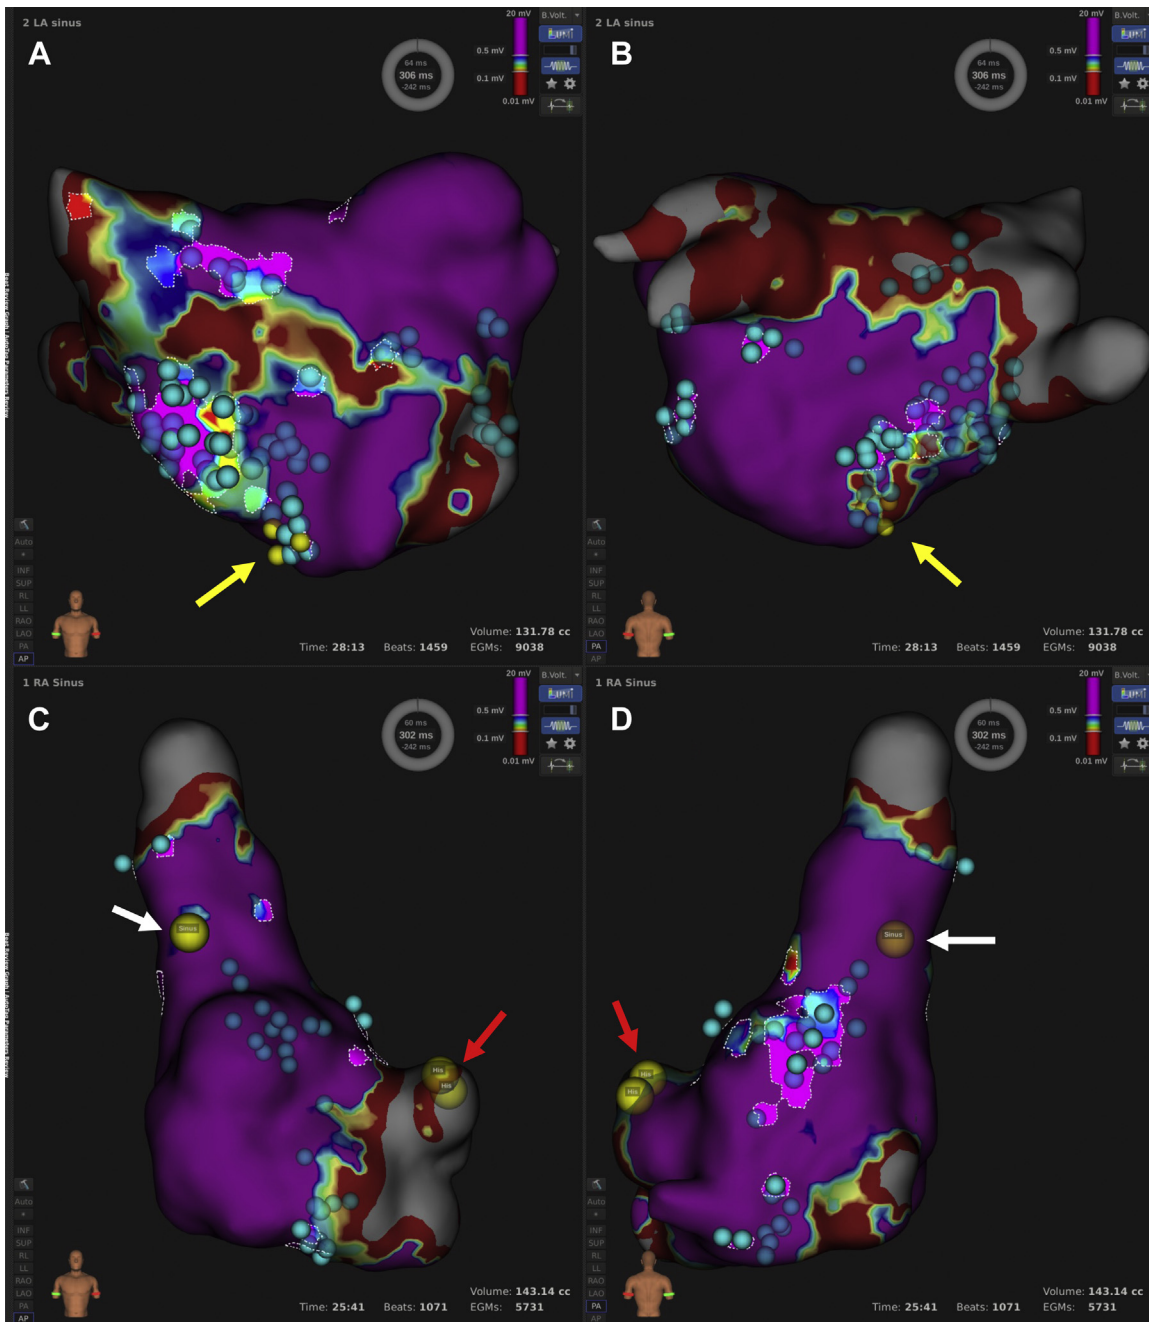 2 LA sinus
A
64 ms
306 ms
-242 ms
20 mV
B.Volt.
0.5 mV
0.1 mV
0.01 mV
Auto
*
INF
SUP
RL
LL
RAO
LAO
PA
AP
Volume: 131.78 cc
Time: 28:13 Beats: 1459 EGMs: 9038
2 LA sinus
B
64 ms
306 ms
-242 ms
20 mV
B.Volt.
0.5 mV
0.1 mV
0.01 mV
Auto
*
INF
SUP
RL
LL
RAO
LAO
PA
AP
Volume: 131.78 cc
Time: 28:13 Beats: 1459 EGMs: 9038
1 RA Sinus
C
60 ms
302 ms
-242 ms
20 mV
B.Volt.
0.5 mV
0.1 mV
0.01 mV
Sinus
His
His
Auto
*
INF
SUP
RL
LL
RAO
LAO
PA
AP
Volume: 143.14 cc
Time: 25:41 Beats: 1071 EGMs: 5731
1 RA Sinus
D
60 ms
302 ms
-242 ms
20 mV
B.Volt.
0.5 mV
0.1 mV
0.01 mV
Sinus
His
His
Auto
*
INF
SUP
RL
LL
RAO
LAO
PA
AP
Volume: 143.14 cc
Time: 25:41 Beats: 1071 EGMs: 5731